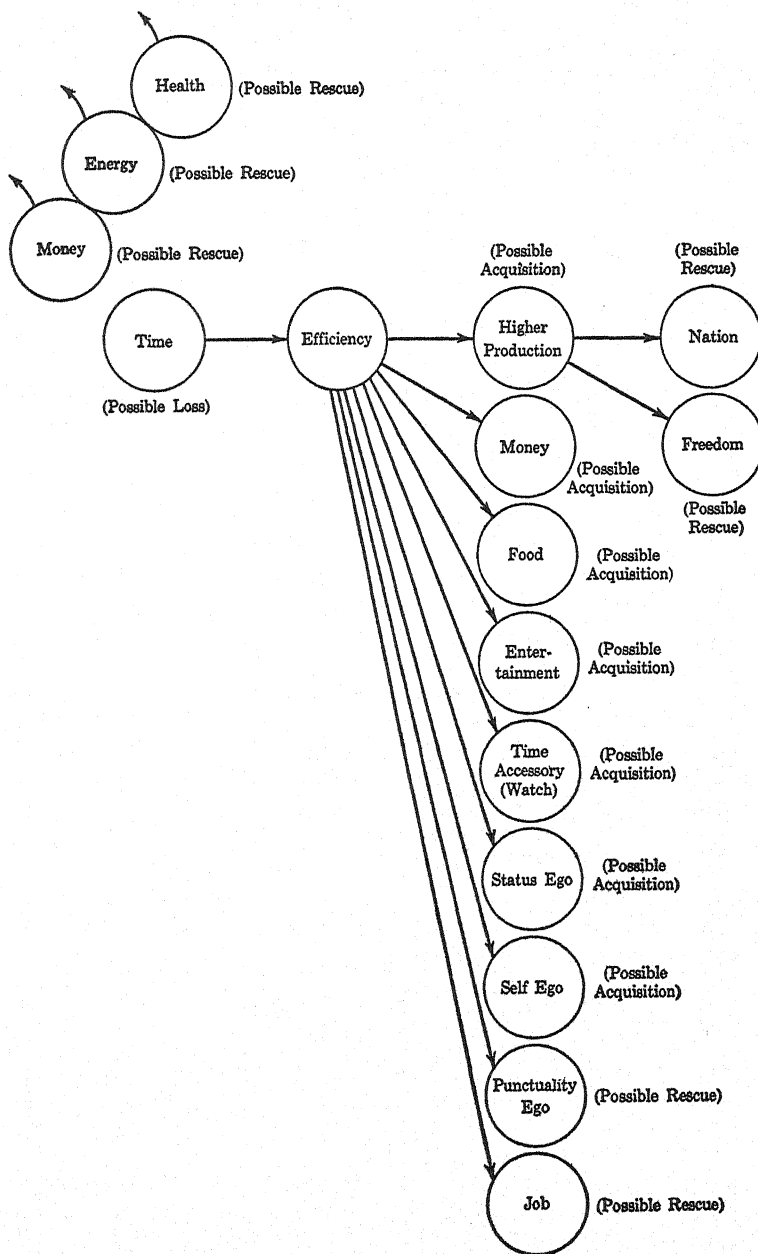 Health
(Possible Rescue)
Energy
(Possible Rescue)
Money
(Possible Rescue)
Time
(Possible Loss)
Efficiency
(Possible
Acquisition)
Higher
Production
(Possible
Rescue)
Nation
Freedom
(Possible
Rescue)
Money
(Possible
Acquisition)
Food
(Possible
Acquisition)
Enter-
tainment
(Possible
Acquisition)
Time
Accessory
(Watch)
(Possible
Acquisition)
Status Ego
(Possible
Acquisition)
Self Ego
(Possible
Acquisition)
Punctuality
Ego
(Possible Rescue)
Job
(Possible Rescue)